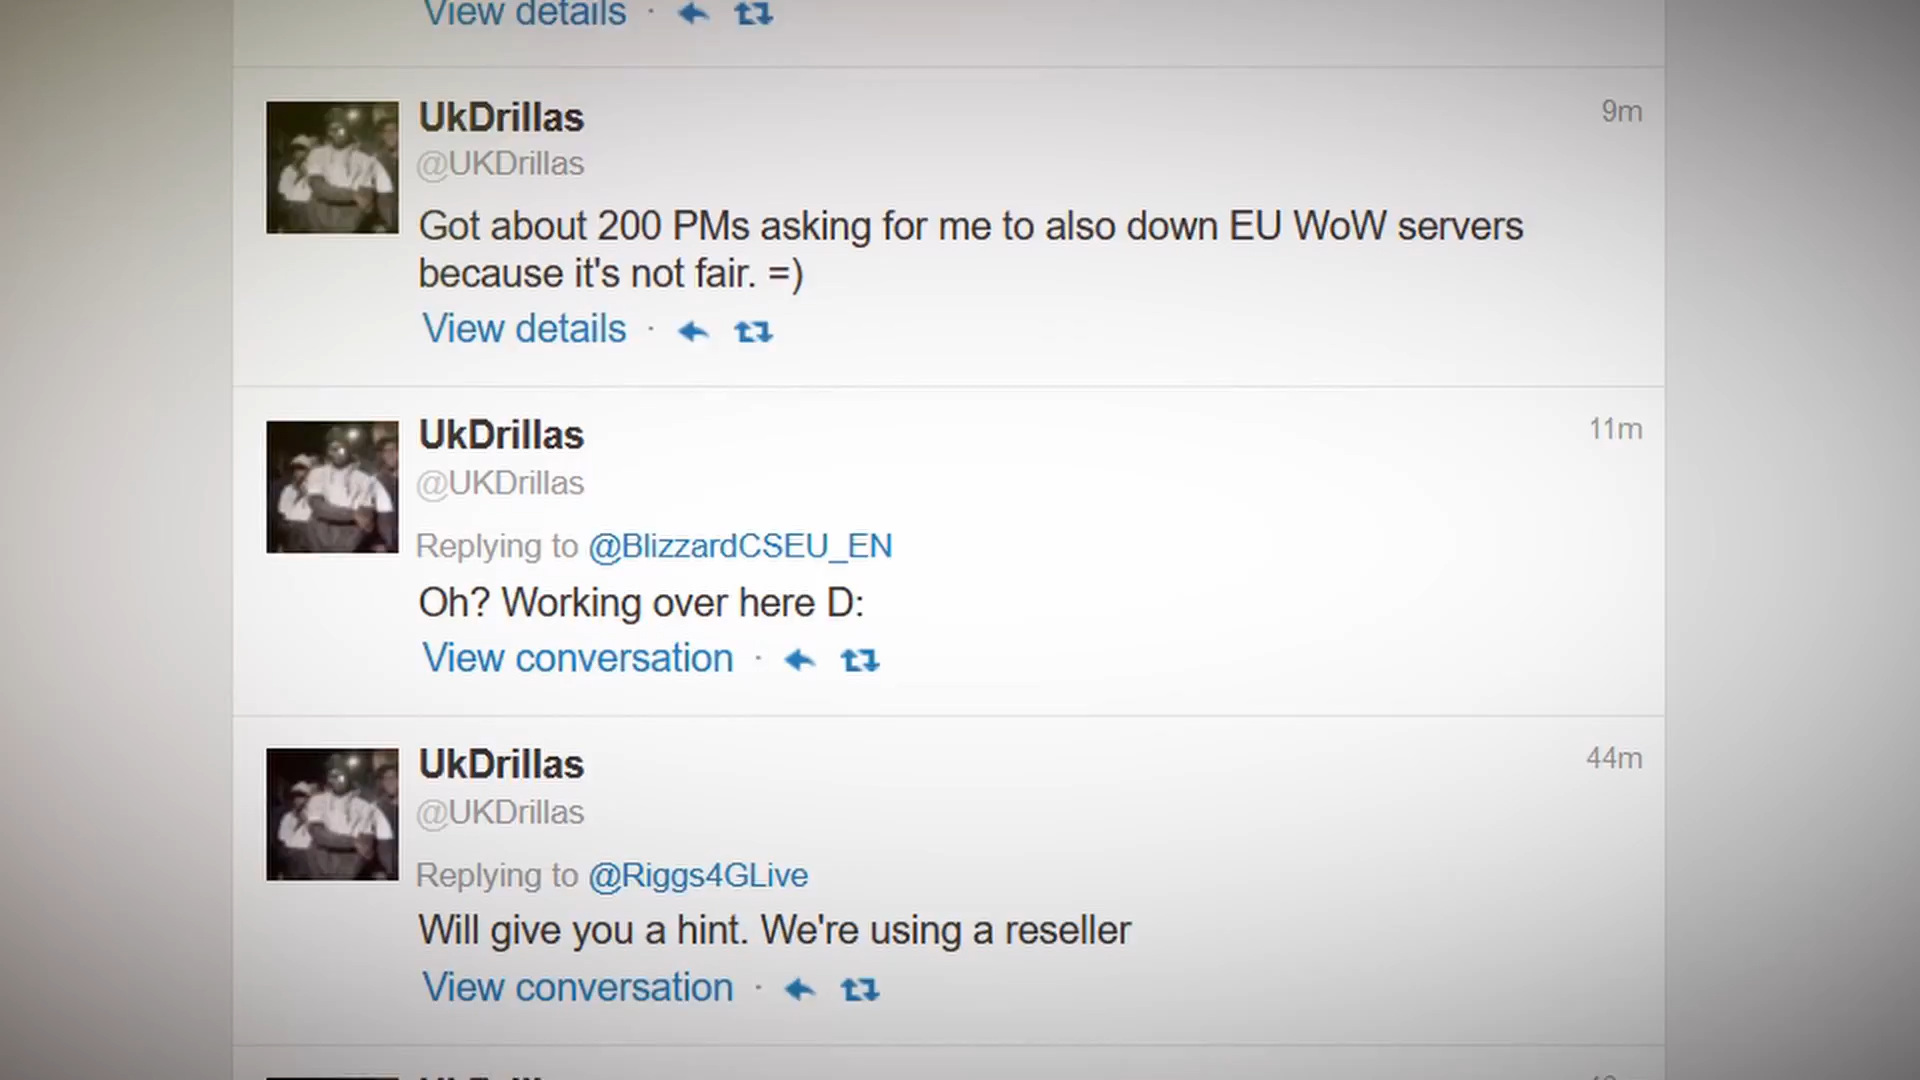 View details ·
UkDrillas
9m
@UKDrillas
Got about 200 PMs asking for me to also down EU WoW servers
because it's not fair. =)
View details ·
UkDrillas
11m
@UKDrillas
Replying to @BlizzardCSEU_EN
Oh? Working over here D:
View conversation ·
UkDrillas
44m
@UKDrillas
Replying to @Riggs4GLive
Will give you a hint. We're using a reseller
View conversation ·